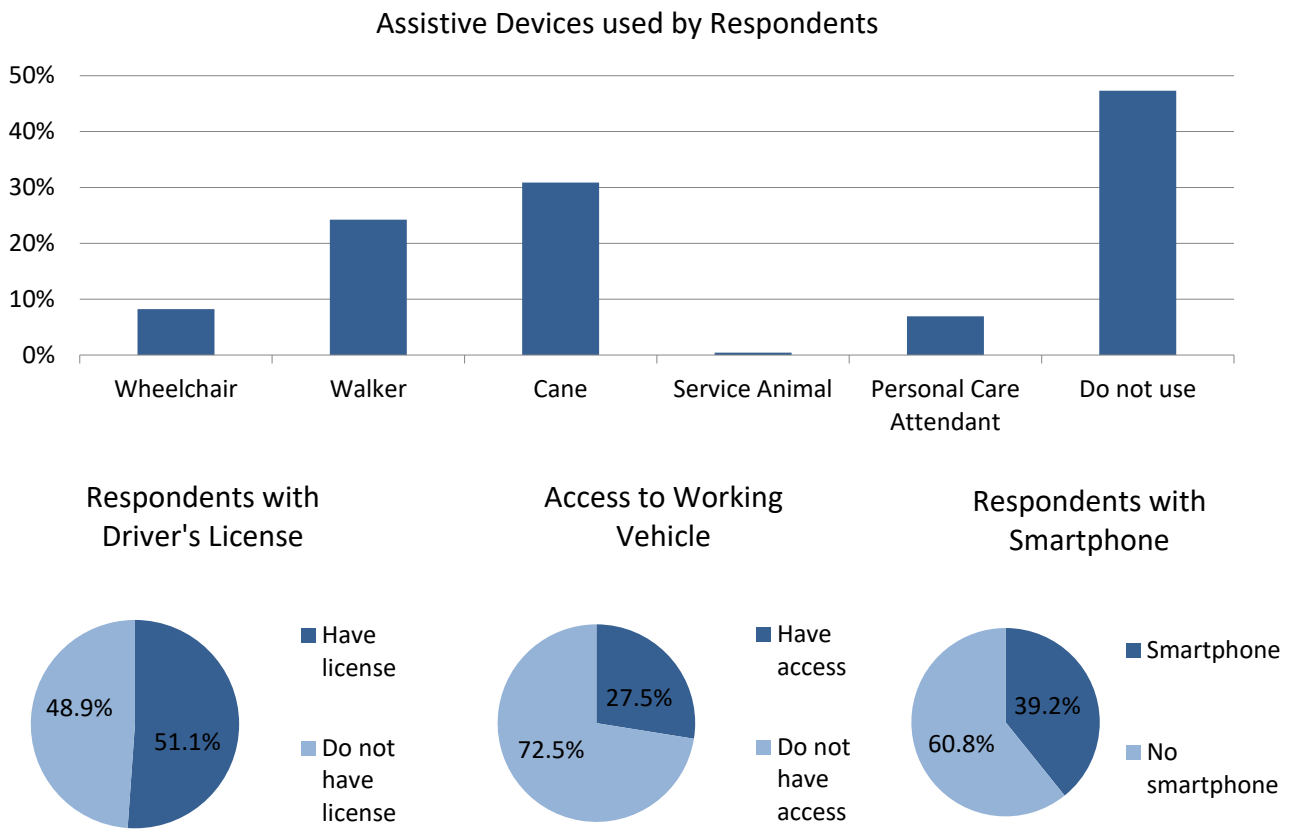 Assistive Devices used by Respondents
50%
40%
30%
20%
10%
0%
Wheelchair
Walker
Cane
Service Animal
Personal Care
Attendant
Do not use
Respondents with
Driver's License
48.9%
51.1%
Have
license
Do not
have
license
Access to Working
Vehicle
27.5%
72.5%
Have
access
Do not
have
access
Respondents with
Smartphone
39.2%
60.8%
Smartphone
No
smartphone